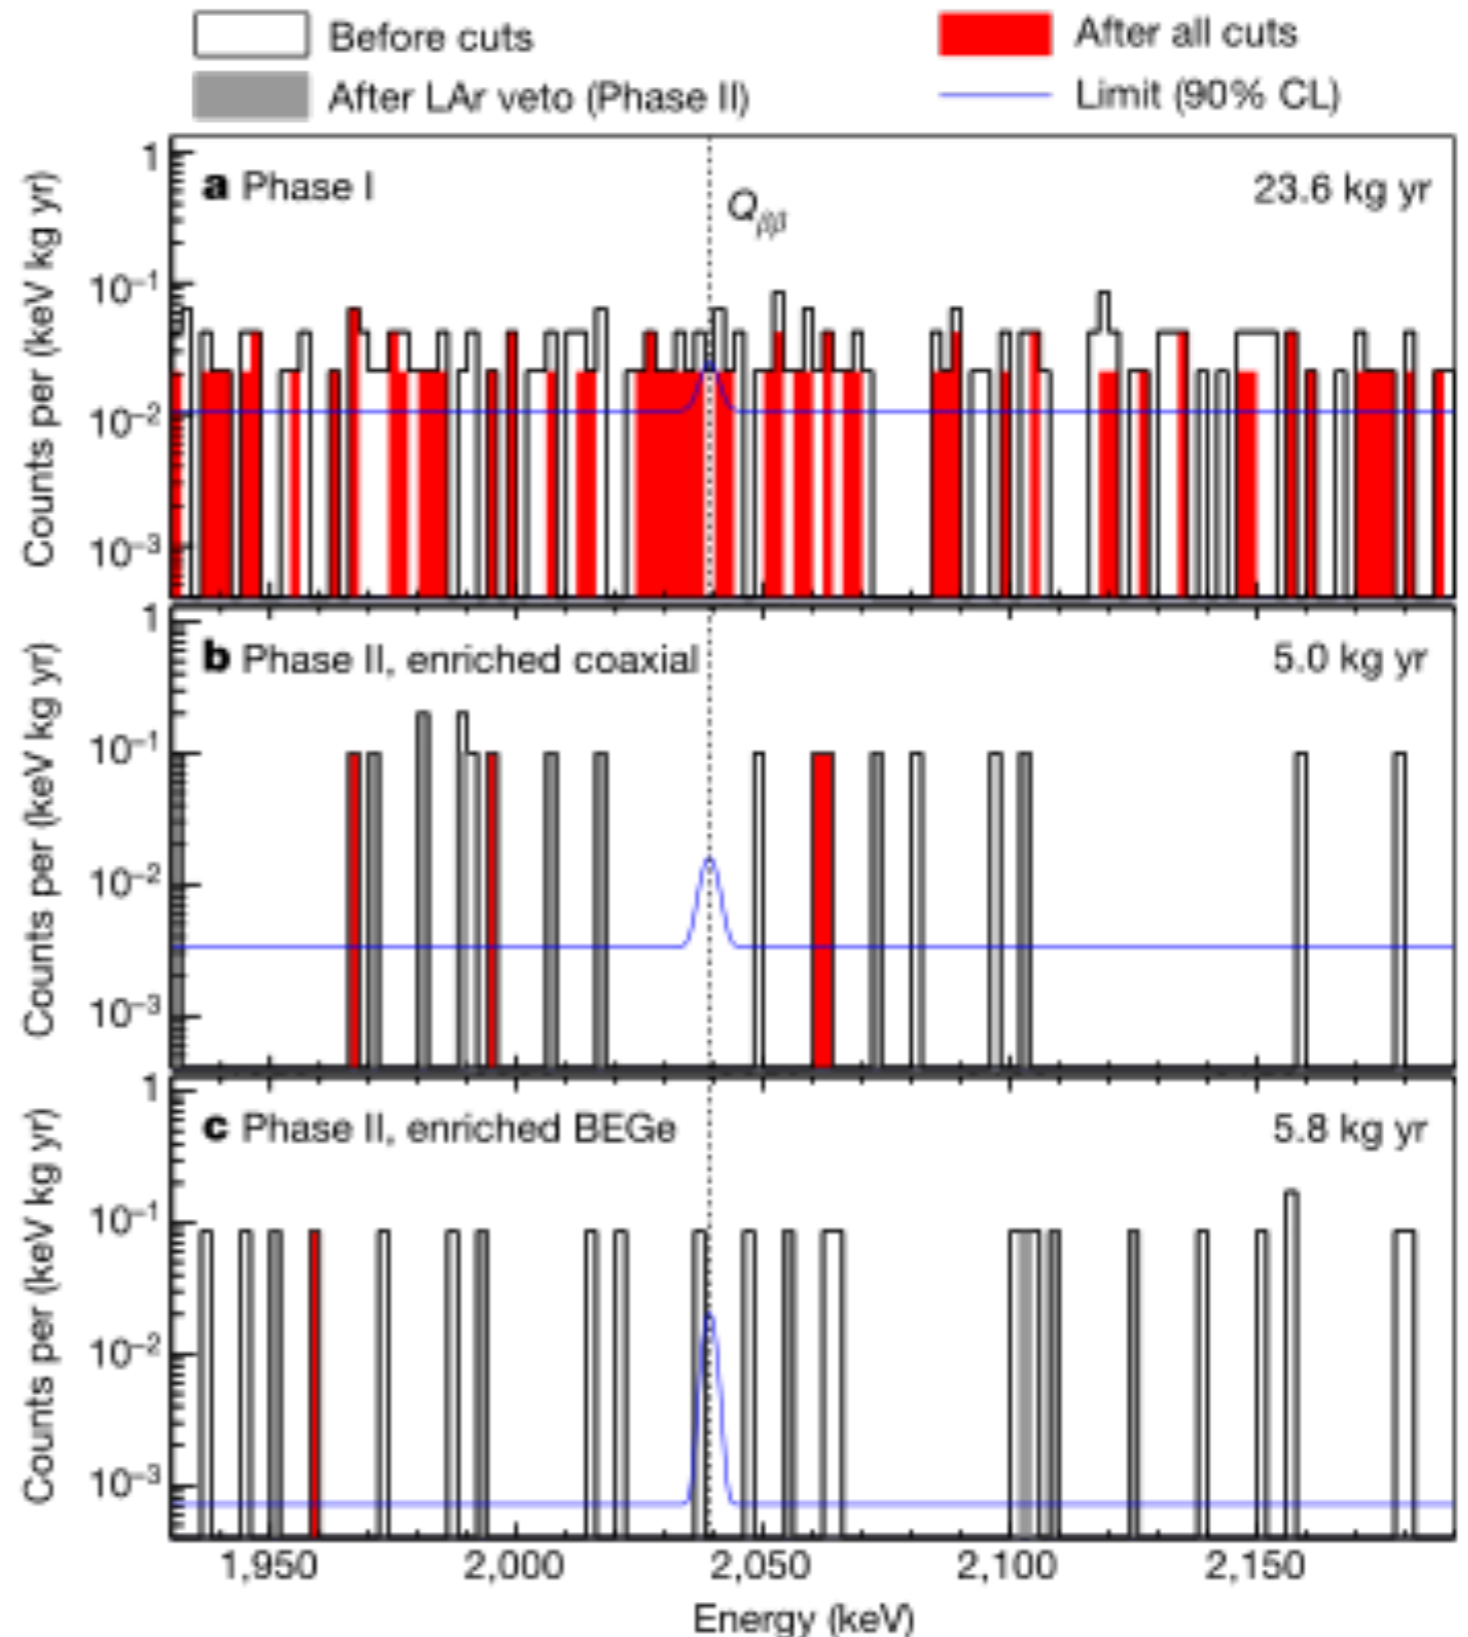 Before cuts
After all cuts
After LAr veto (Phase II)
Limit (90% CL)
Counts per (keV kg yr)
1
10⁻¹
10⁻²
10⁻³
a Phase I
23.6 kg yr
Qββ
Counts per (keV kg yr)
1
10⁻¹
10⁻²
10⁻³
b Phase II, enriched coaxial
5.0 kg yr
Counts per (keV kg yr)
1
10⁻¹
10⁻²
10⁻³
c Phase II, enriched BEGe
5.8 kg yr
1,950 2,000 2,050 2,100 2,150
Energy (keV)